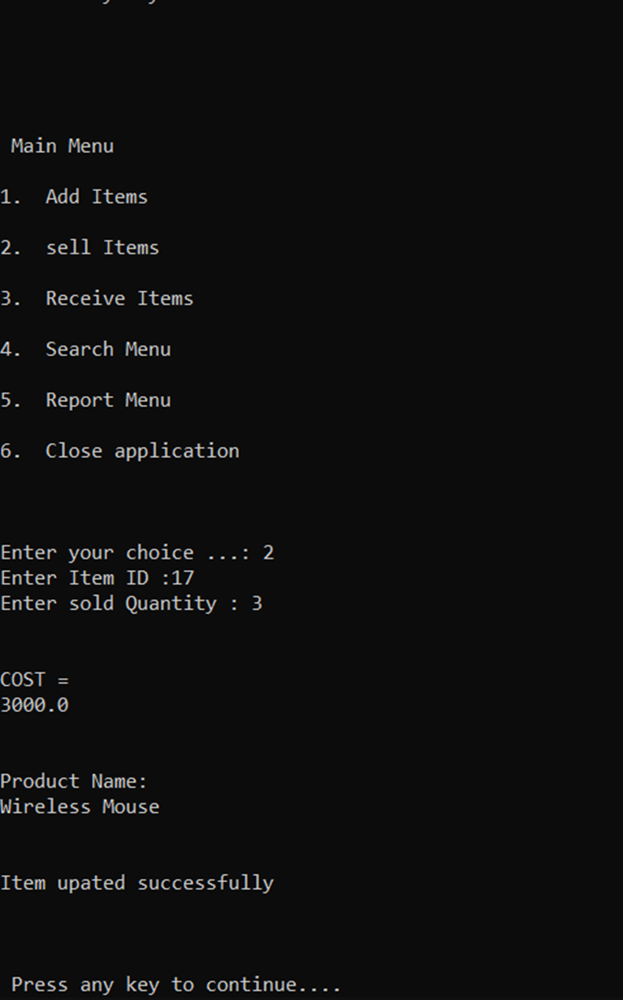 Main Menu
1. Add Items
2. sell Items
3. Receive Items
4. Search Menu
5. Report Menu
6. Close application
Enter your choice ...: 2
Enter Item ID :17
Enter sold Quantity : 3
COST =
3000.0
Product Name:
Wireless Mouse
Item upated successfully
Press any key to continue....